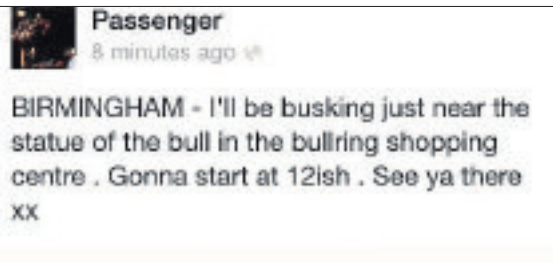 Passenger
8 minutes ago
BIRMINGHAM - I'll be busking just near the
statue of the bull in the bullring shopping
centre . Gonna start at 12ish . See ya there
xx